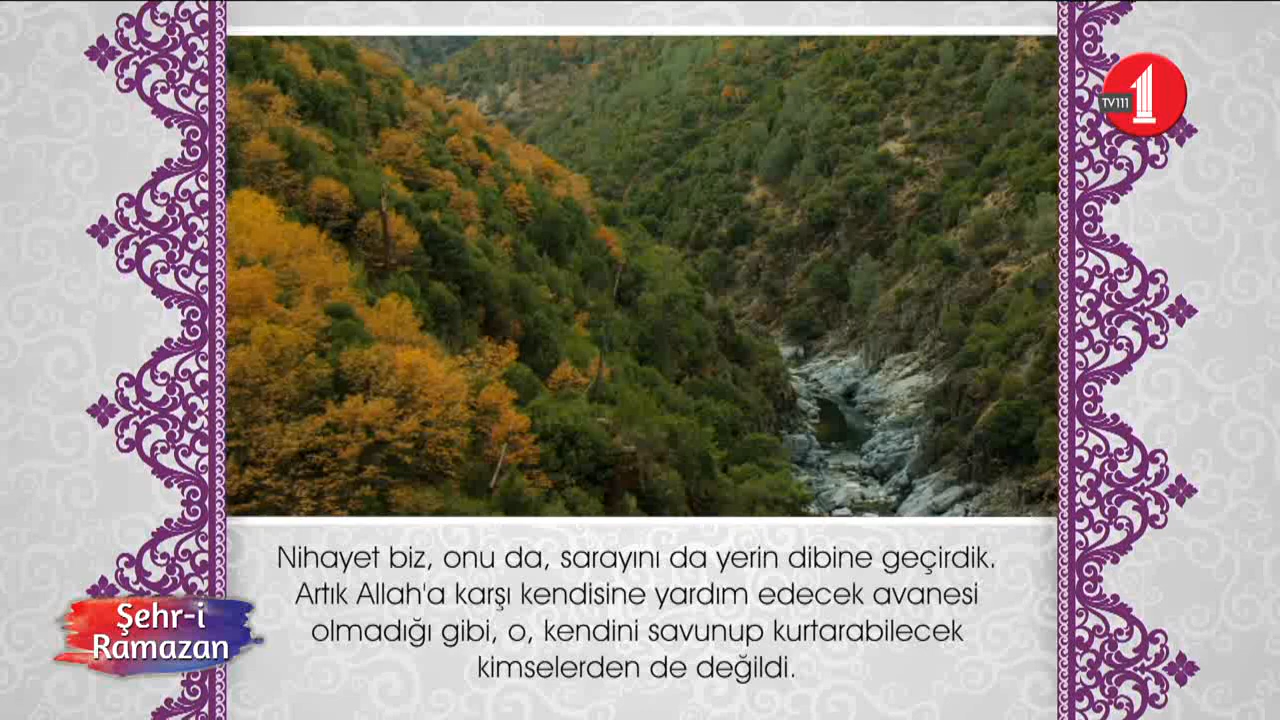 TV111
1
Nihayet biz, onu da, sarayını da yerin dibine geçirdik.
Artık Allah'a karşı kendisine yardım edecek avanesi
olmadığı gibi, o, kendini savunup kurtarabilecek
kimselerden de değildi.
Şehr-i
Ramazan